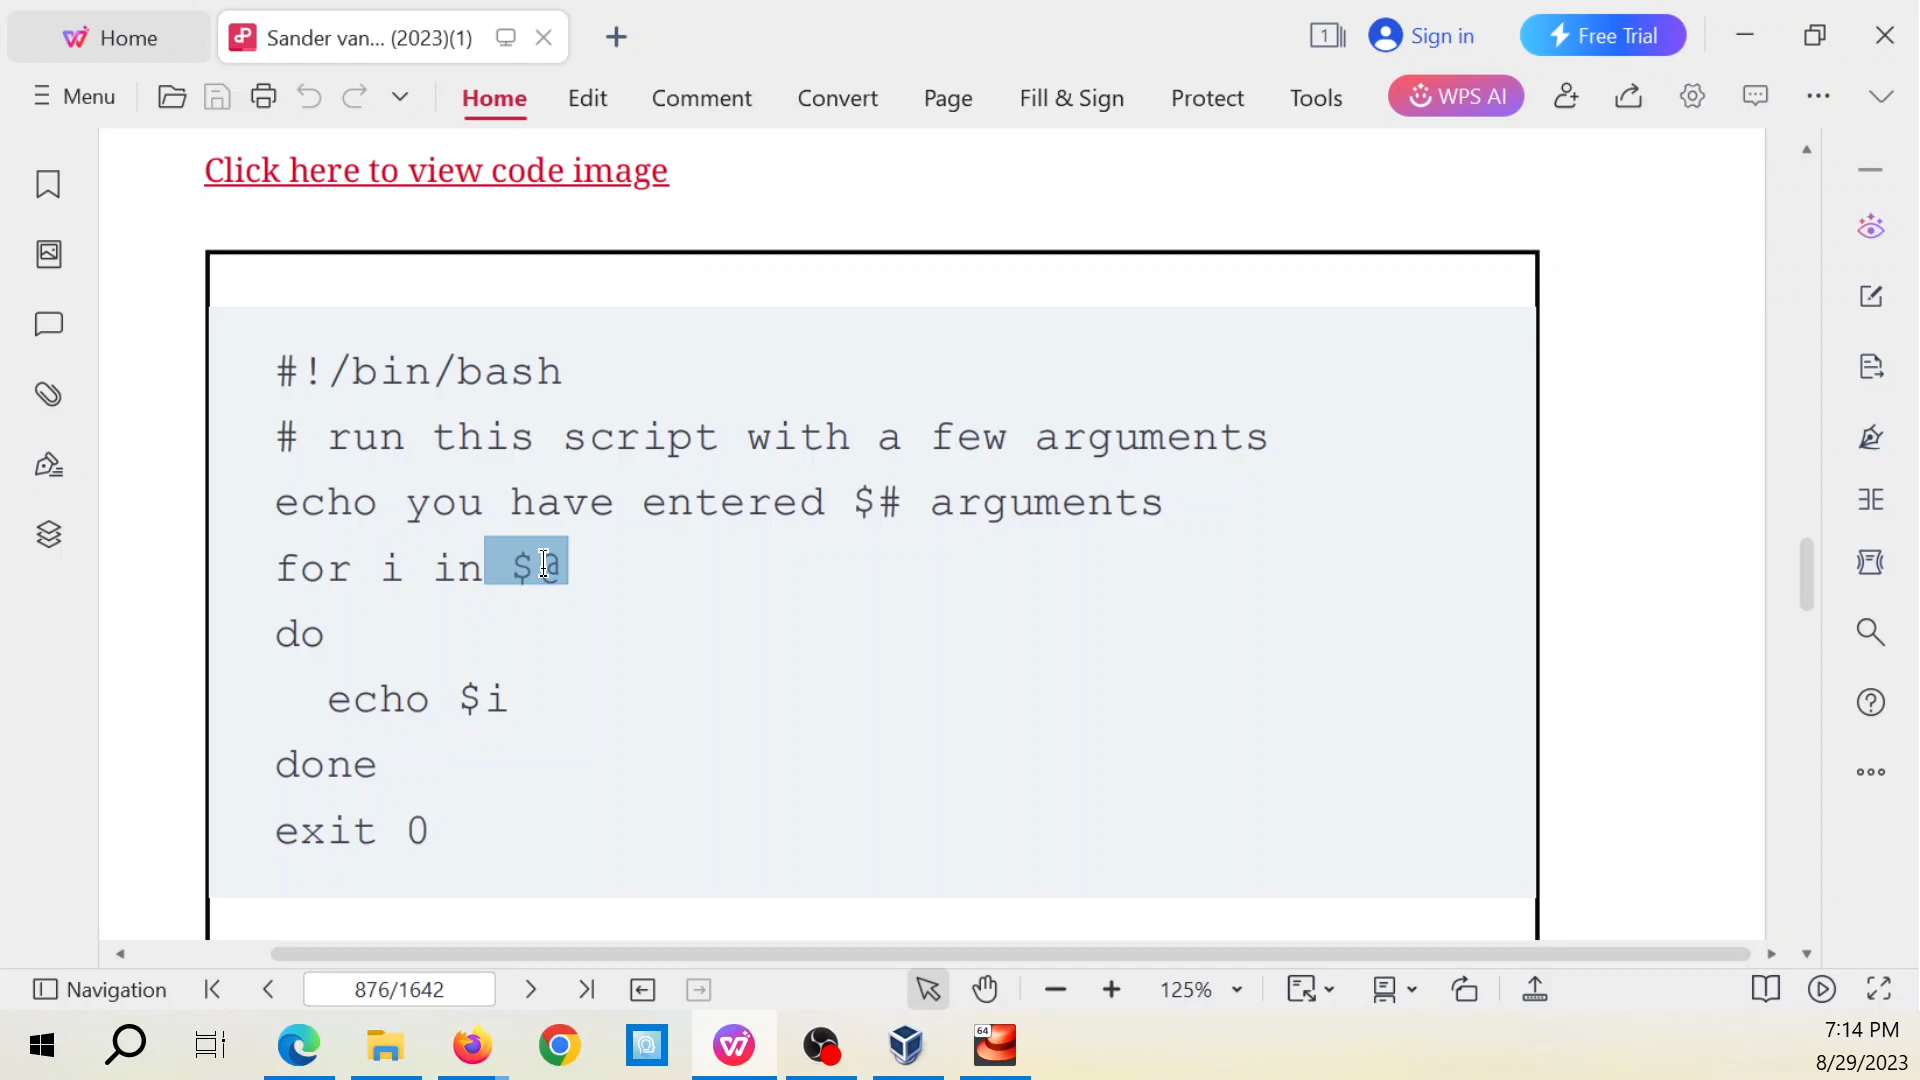 Home
Sander van... (2023)(1)
1
Sign in
Free Trial
Menu
Home
Edit
Comment
Convert
Page
Fill & Sign
Protect
Tools
WPS AI
Click here to view code image
#!/bin/bash
# run this script with a few arguments
echo you have entered $# arguments
for i in $@
do
echo $i
done
exit 0
Navigation
876/1642
125%
64
7:14 PM
8/29/2023